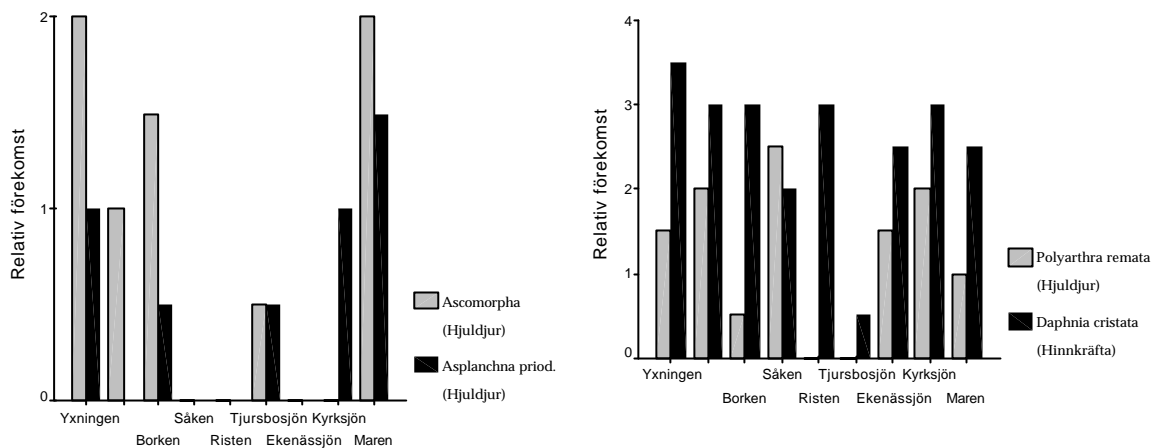 Relativ förekomst
2
1
0
Yxningen
Såken
Tjursbosjön
Kyrksjön
Borken
Risten
Ekenässjön
Maren
Ascomorpha
(Hjuldjur)
Asplanchna priod.
(Hjuldjur)
Relativ förekomst
4
3
2
1
0
Yxningen
Såken
Tjursbosjön
Kyrksjön
Borken
Risten
Ekenässjön
Maren
Polyarthra remata
(Hjuldjur)
Daphnia cristata
(Hinnkräfta)